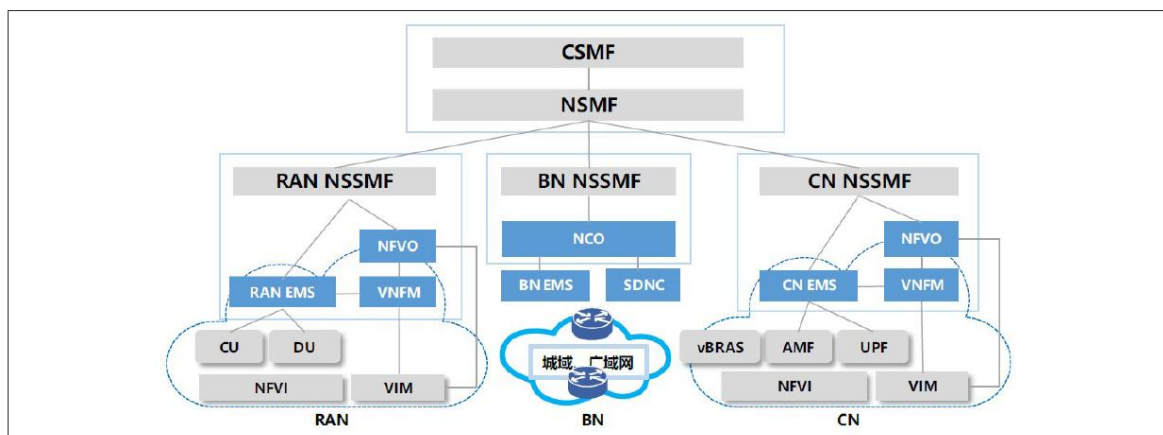 CSMF
NSMF
RAN NSSMF
BN NSSMF
CN NSSMF
NFVO
NCO
NFVO
RAN EMS
VNFM
BN EMS
SDNC
CN EMS
VNFM
CU
DU
城域、广域网
vBRAS
AMF
UPF
NFVI
VIM
NFVI
VIM
RAN
BN
CN